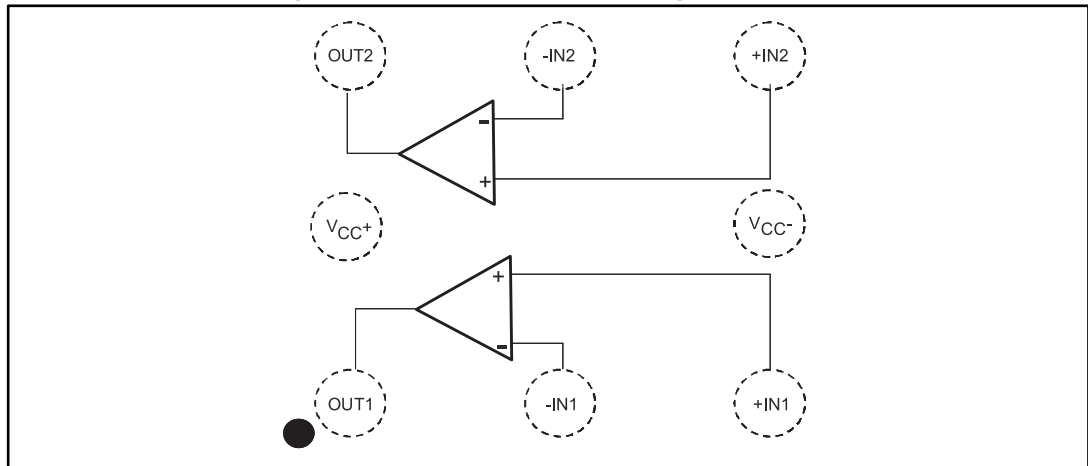 OUT2 -IN2 +IN2
-
+
VCC+ VCC-
+
-
OUT1 -IN1 +IN1